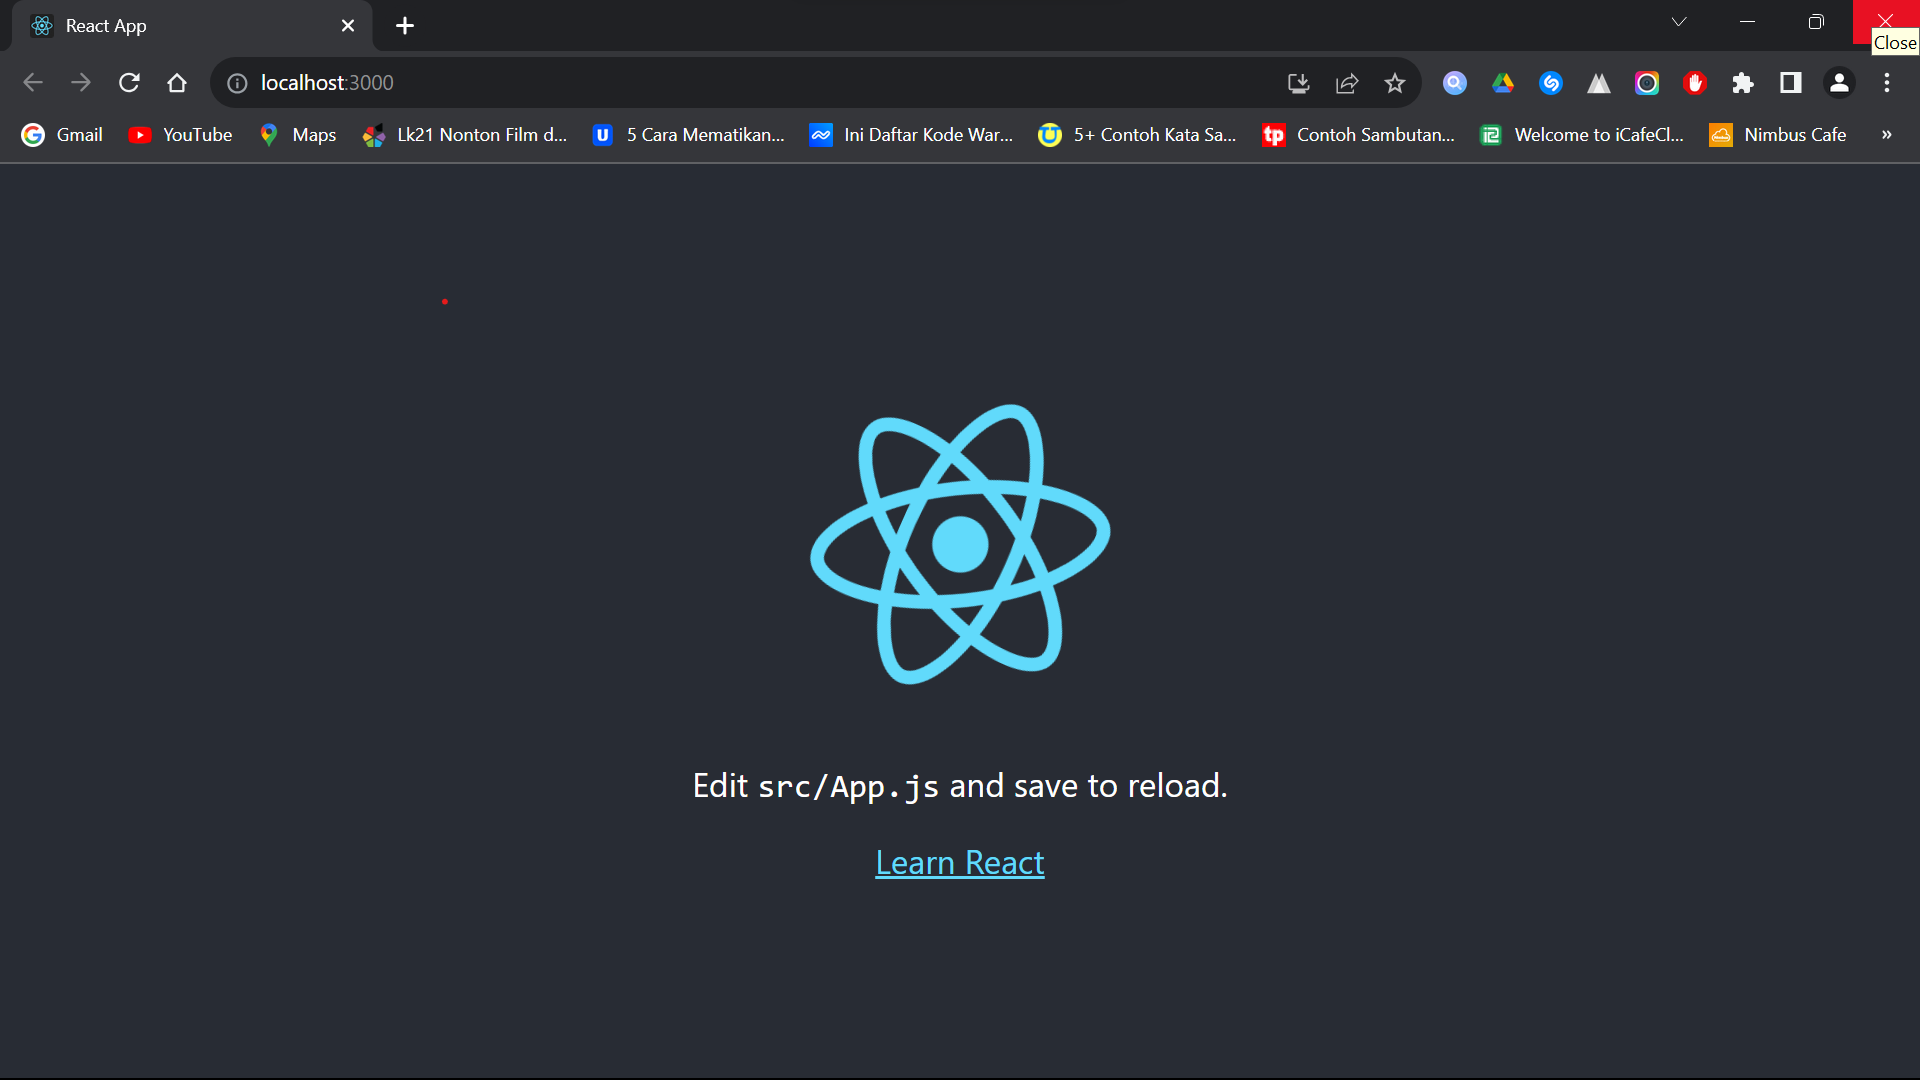 React App
Close
localhost:3000
Gmail YouTube Maps Lk21 Nonton Film d... U 5 Cara Mematikan... Ini Daftar Kode War... 5+ Contoh Kata Sa... tp Contoh Sambutan... Welcome to iCafeCl... Nimbus Cafe »
Edit src/App.js and save to reload.
Learn React